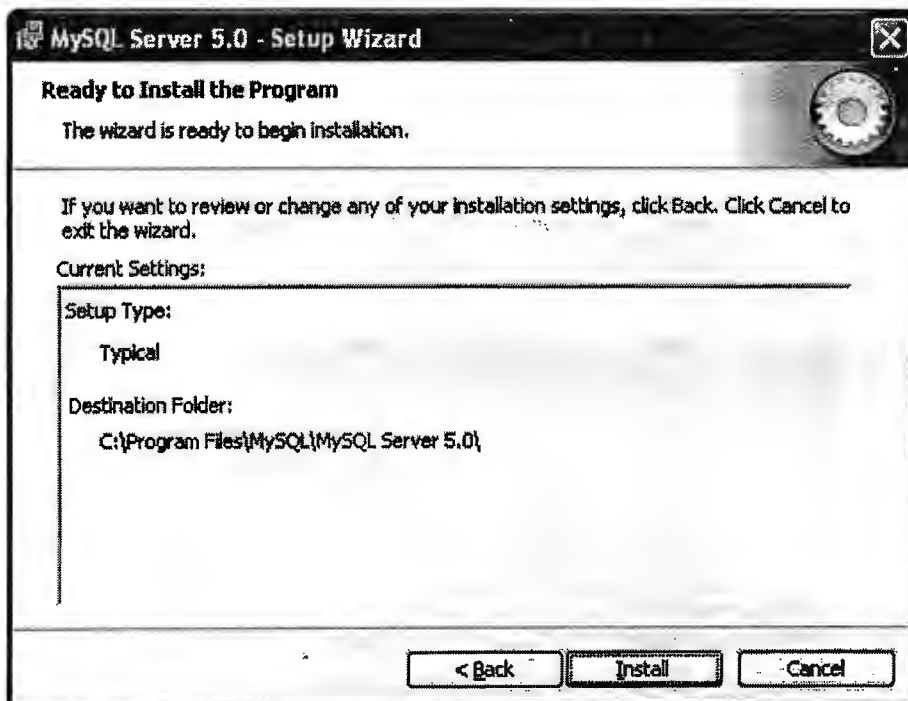 MySQL Server 5.0 - Setup Wizard
Ready to Install the Program
The wizard is ready to begin installation.
If you want to review or change any of your installation settings, click Back. Click Cancel to
exit the wizard.
Current Settings:
Setup Type:
Typical
Destination Folder:
C:\Program Files\MySQL\MySQL Server 5.0\
< Back
Install
Cancel